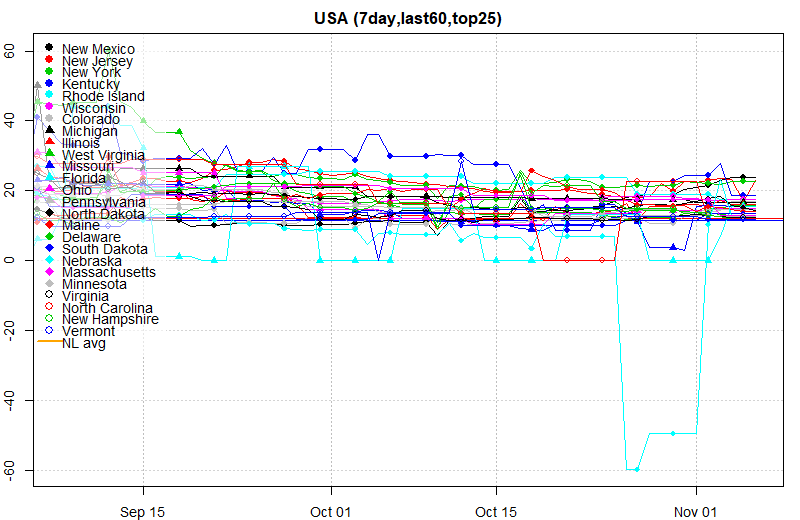 USA (7day,last60,top25)
60
40
20
0
-20
-40
-60
New Mexico
New Jersey
New York
Kentucky
Rhode Island
Wisconsin
Colorado
Michigan
Illinois
West Virginia
Missouri
Florida
Ohio
Pennsylvania
North Dakota
Maine
Delaware
South Dakota
Nebraska
Massachusetts
Minnesota
Virginia
North Carolina
New Hampshire
Vermont
NL avg
Sep 15
Oct 01
Oct 15
Nov 01